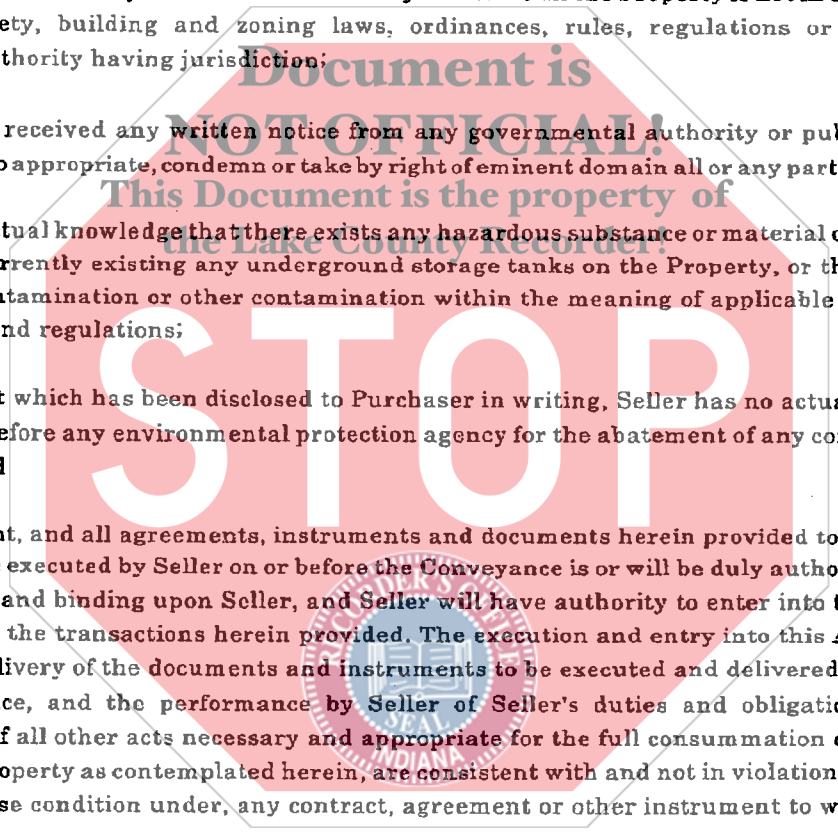 ety, building and zoning laws, ordinances, rules, regulations or
thority having jurisdiction;
Document is
NOT OFFICIAL!
received any written notice from any governmental authority or pu
o appropriate, condemn or take by right of eminent domain all or any part
This Document is the property of
the Lake County Recorder!
tual knowledge that there exists any hazardous substance or material o
rrently existing any underground storage tanks on the Property, or th
ntamination or other contamination within the meaning of applicable
nd regulations;
STOP
t which has been disclosed to Purchaser in writing, Seller has no actua
efore any environmental protection agency for the abatement of any co
d
nt, and all agreements, instruments and documents herein provided to
executed by Seller on or before the Conveyance is or will be duly autho
and binding upon Seller, and Seller will have authority to enter into t
the transactions herein provided. The execution and entry into this
livery of the documents and instruments to be executed and delivered
ce, and the performance by Seller of Seller's duties and obligatio
f all other acts necessary and appropriate for the full consummation o
operty as contemplated herein, are consistent with and not in violation
se condition under, any contract, agreement or other instrument to w
RECORDER'S OFFICE
SEAL
INDIANA